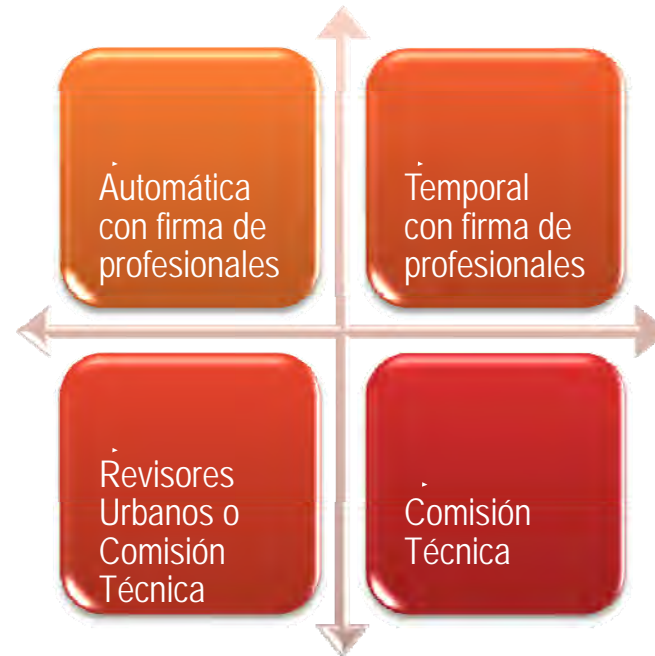 Automática
con firma de
profesionales
Temporal
con firma de
profesionales
Revisores
Urbanos o
Comisión
Técnica
Comisión
Técnica